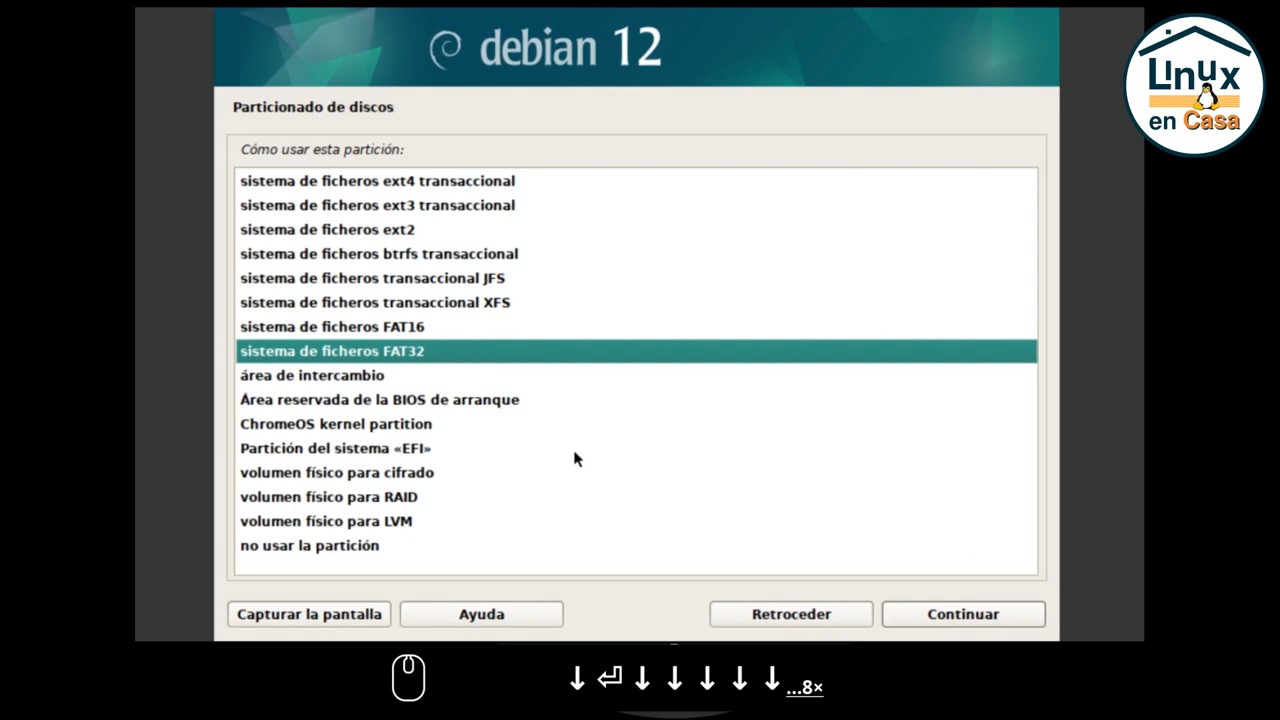 debian 12
Linux
en Casa
Particionado de discos
Cómo usar esta partición:
sistema de ficheros ext4 transaccional
sistema de ficheros ext3 transaccional
sistema de ficheros ext2
sistema de ficheros btrfs transaccional
sistema de ficheros transaccional JFS
sistema de ficheros transaccional XFS
sistema de ficheros FAT16
sistema de ficheros FAT32
área de intercambio
Área reservada de la BIOS de arranque
ChromeOS kernel partition
Partición del sistema «EFI»
volumen físico para cifrado
volumen físico para RAID
volumen físico para LVM
no usar la partición
Capturar la pantalla
Ayuda
Retroceder
Continuar
↓ ⏎ ↓ ↓ ↓ ↓ ↓ ...8×